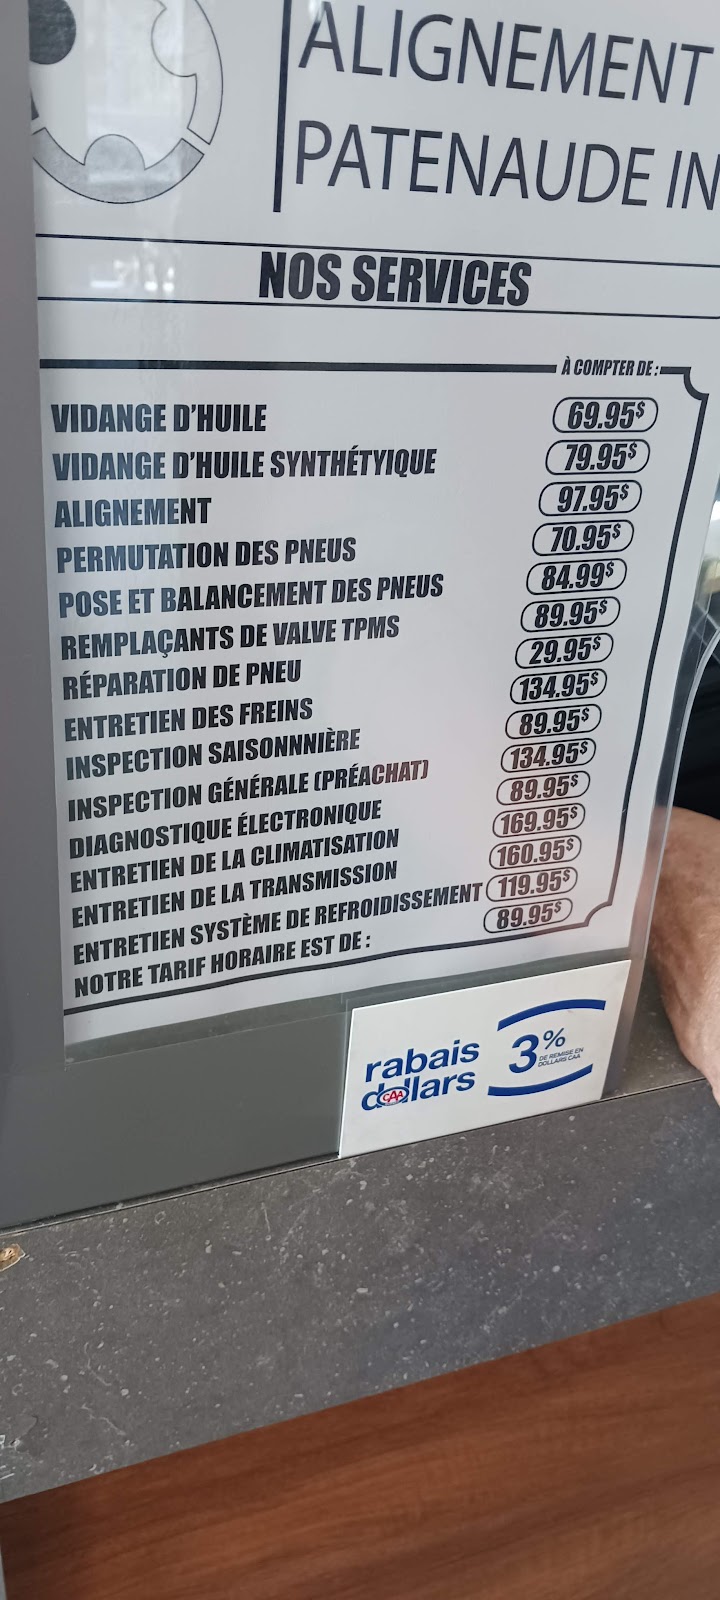 ALIGNEMENT
PATENAUDE IN
NOS SERVICES
À COMPTER DE :
VIDANGE D'HUILE 69.95$
VIDANGE D'HUILE SYNTHÉTYIQUE 79.95$
ALIGNEMENT 97.95$
PERMUTATION DES PNEUS 70.95$
POSE ET BALANCEMENT DES PNEUS 84.99$
REMPLAÇANTS DE VALVE TPMS 89.95$
RÉPARATION DE PNEU 29.95$
ENTRETIEN DES FREINS 134.95$
INSPECTION SAISONNNIÈRE 89.95$
INSPECTION GÉNÉRALE (PRÉACHAT) 134.95$
DIAGNOSTIQUE ÉLECTRONIQUE 89.95$
ENTRETIEN DE LA CLIMATISATION 169.95$
ENTRETIEN DE LA TRANSMISSION 160.95$
ENTRETIEN SYSTÈME DE REFROIDISSEMENT 119.95$
NOTRE TARIF HORAIRE EST DE : 89.95$
rabais
dollars
CAA
3%
DE REMISE EN
DOLLARS CAA